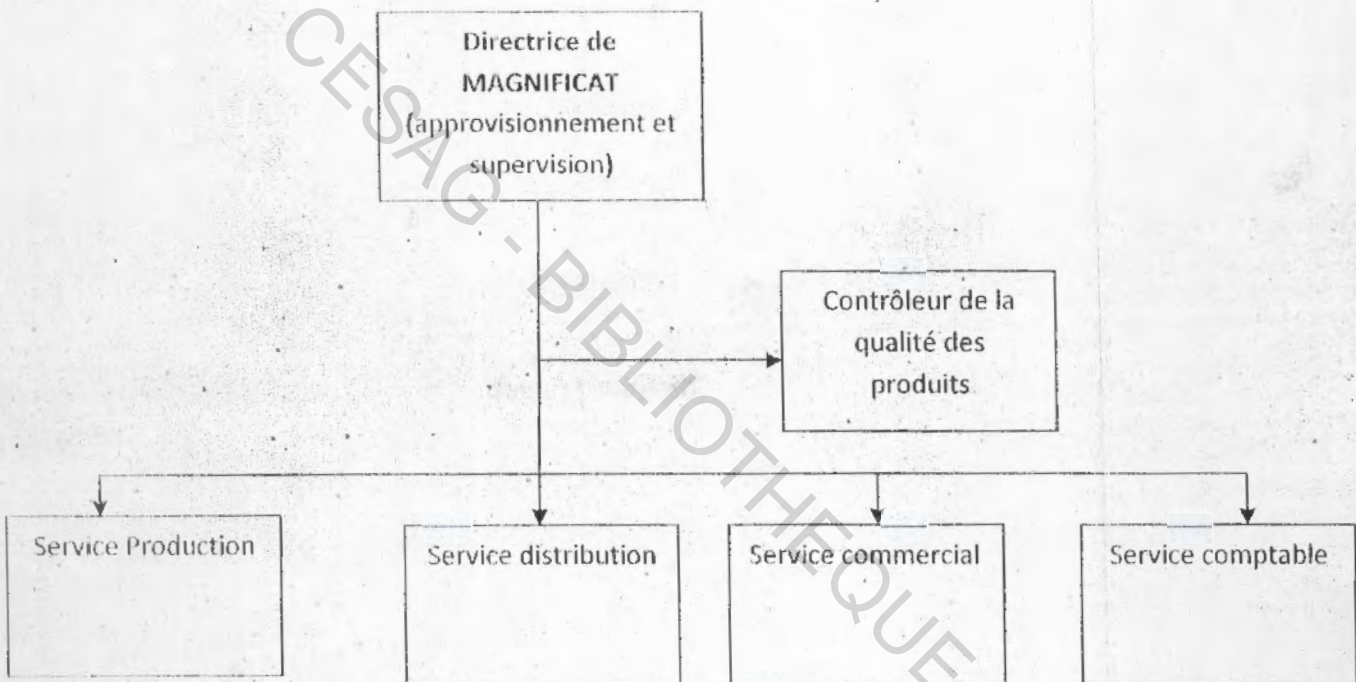 Directrice de
MAGNIFICAT
(approvisionnement et
supervision)
Contrôleur de la
qualité des
produits
Service Production
Service distribution
Service commercial
Service comptable
CESAG - BIBLIOTHEQUE